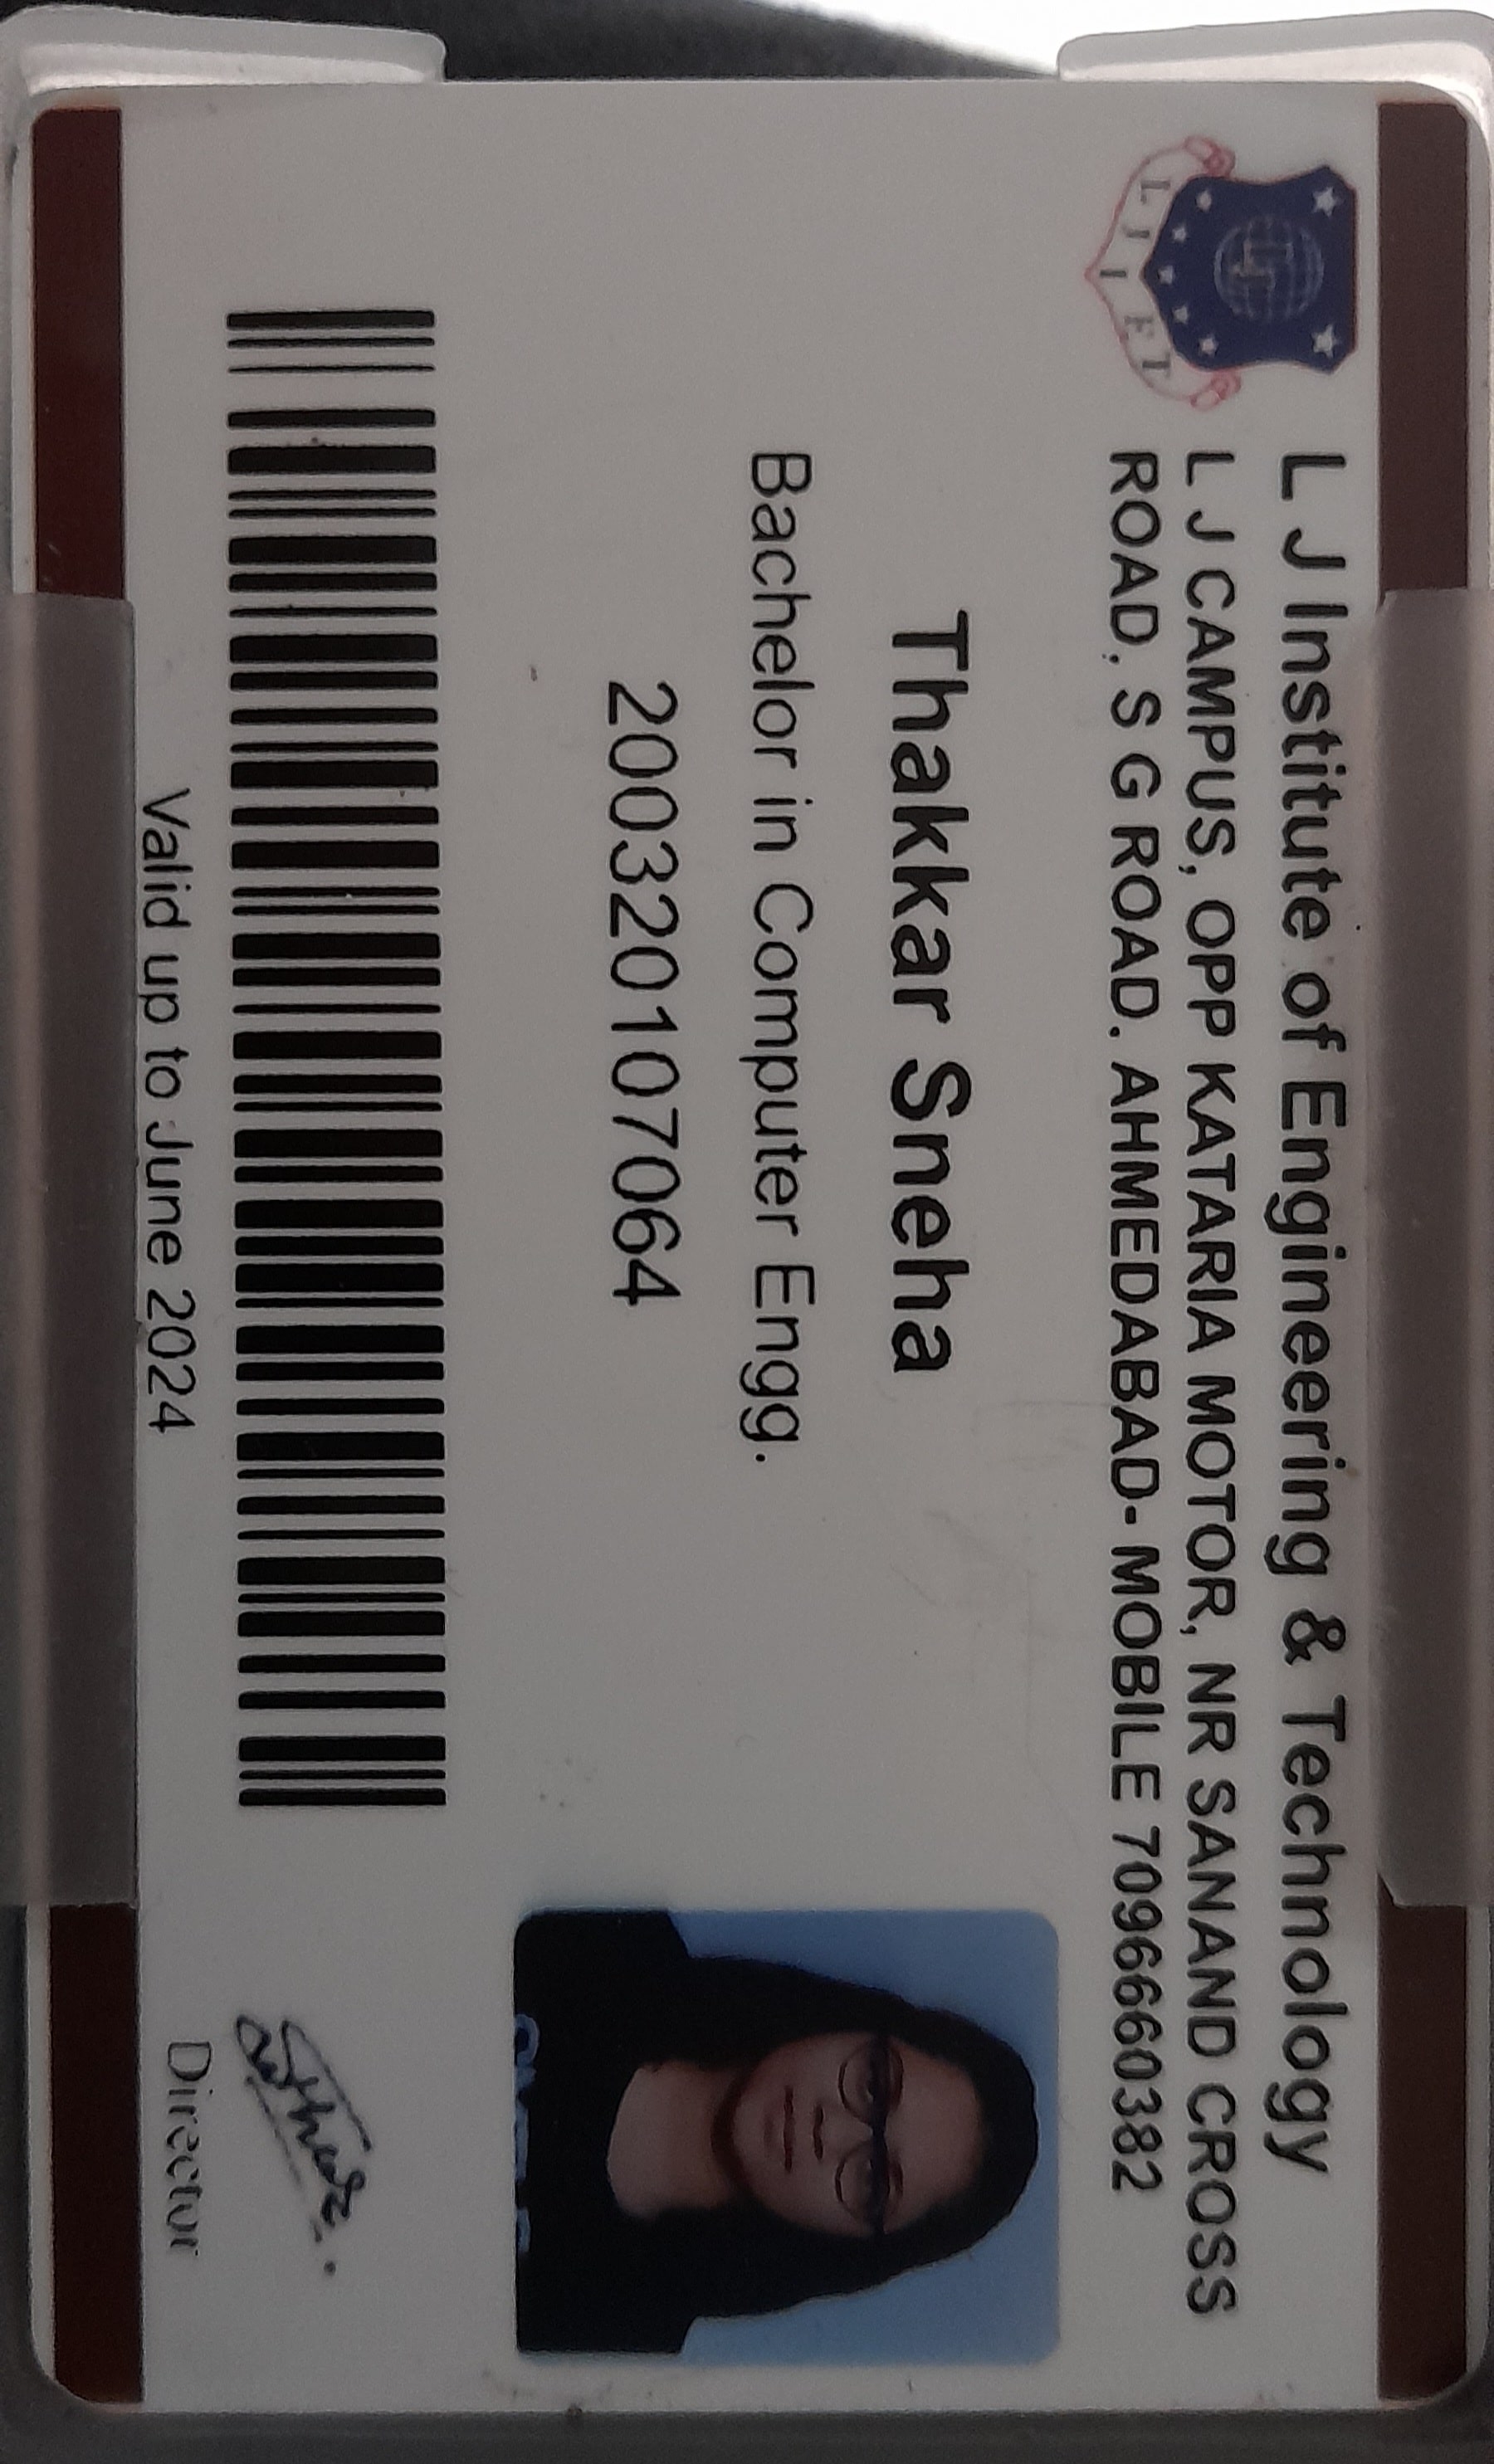 L J I E T
L J Institute of Engineering & Technology
L J CAMPUS, OPP KATARIA MOTOR, NR SANAND CROSS
ROAD, S G ROAD. AHMEDABAD- MOBILE 7096660382
Thakkar Sneha
Bachelor in Computer Engg.
200320107064
Valid up to June 2024
Director